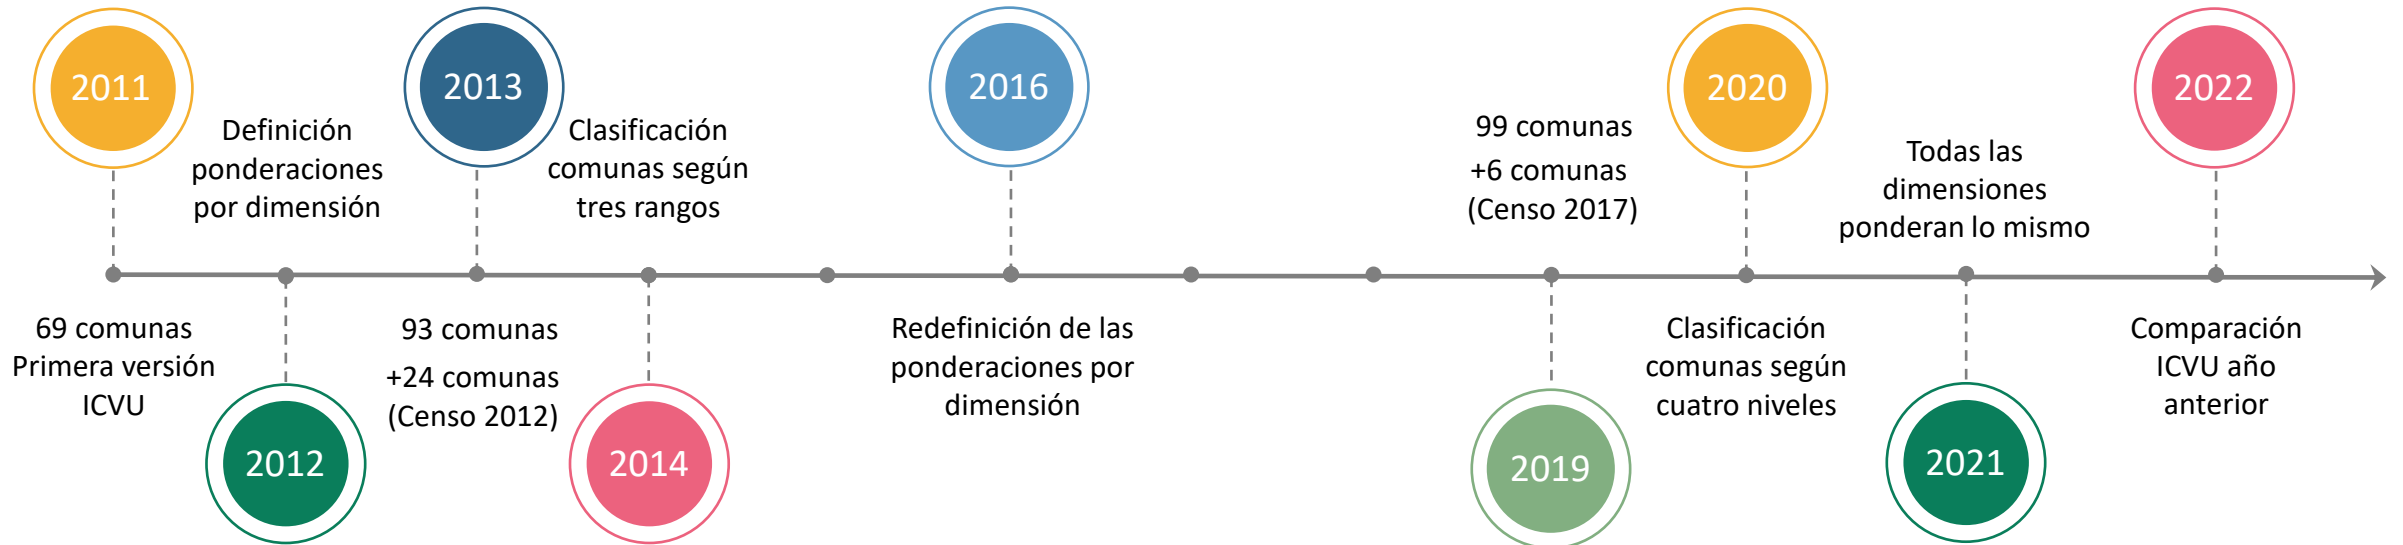 2011
69 comunas
Primera versión
ICVU
Definición
ponderaciones
por dimensión
2012
2013
93 comunas
+24 comunas
(Censo 2012)
Clasificación
comunas según
tres rangos
2014
2016
Redefinición de las
ponderaciones por
dimensión
99 comunas
+6 comunas
(Censo 2017)
2019
2020
Clasificación
comunas según
cuatro niveles
Todas las
dimensiones
ponderan lo mismo
2021
2022
Comparación
ICVU año
anterior